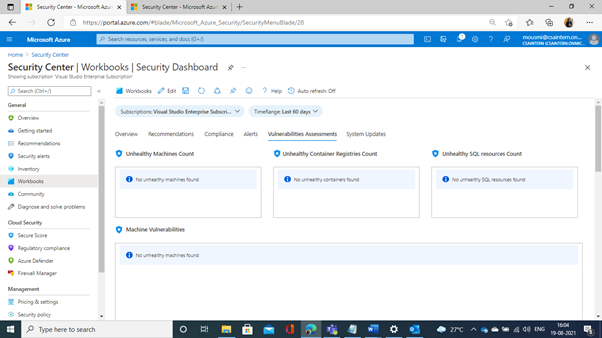 Security Center - Microsoft Azu
Security Center - Microsoft Azu
https://portal.azure.com/#blade/Microsoft_Azure_Security/SecurityMenuBlade/28
Microsoft Azure
Search resources, services, and docs (G+/)
1
mousmi@csaintern.on...
CSAINTERN (CSAINTERN.ONMIC...
Home > Security Center
Security Center | Workbooks | Security Dashboard
Showing subscription 'Visual Studio Enterprise Subscription'
Search (Ctrl+/)
Workbooks
Edit
Help
Auto refresh: Off
General
Overview
Getting started
Recommendations
Security alerts
Inventory
Workbooks
Community
Diagnose and solve problems
Cloud Security
Secure Score
Regulatory compliance
Azure Defender
Firewall Manager
Management
Pricing & settings
Security policy
Subscriptions: Visual Studio Enterprise Subscri...
TimeRange: Last 60 days
Overview
Recommendations
Compliance
Alerts
Vulnerabilities Assessments
System Updates
Unhealthy Machines Count
Unhealthy Container Registries Count
Unhealthy SQL resources Count
No unhealthy machines found
No unhealthy containers found
No unhealthy SQL resources found
Machine Vulnerabilities
No unhealthy machines found
Type here to search
27°C
ENG
16:04
19-08-2021